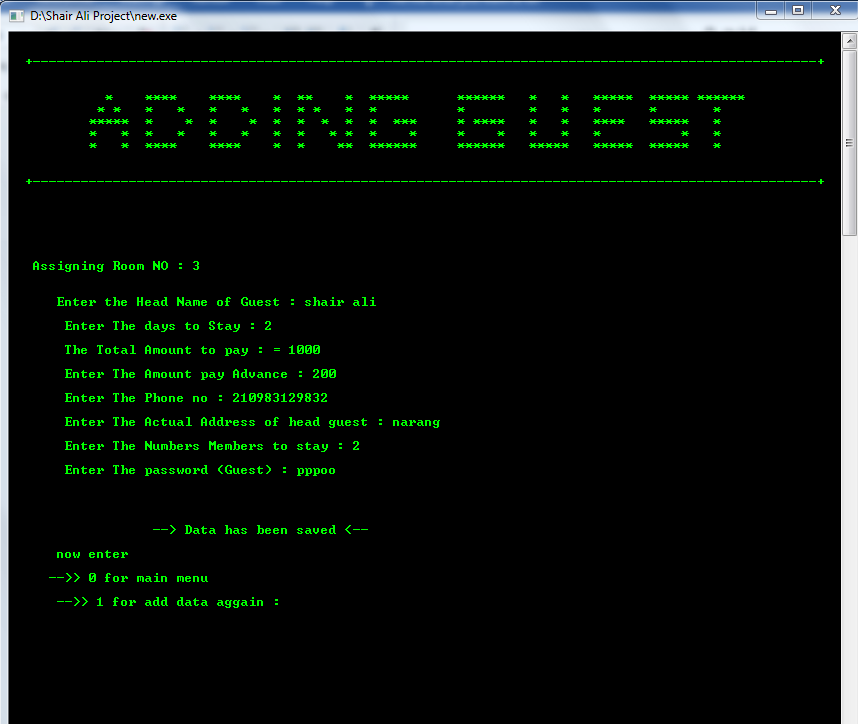 D:\Shair Ali Project\new.exe
ADDING GUEST
Assigning Room NO : 3
Enter the Head Name of Guest : shair ali
Enter The days to Stay : 2
The Total Amount to pay : = 1000
Enter The Amount pay Advance : 200
Enter The Phone no : 210983129832
Enter The Actual Address of head guest : narang
Enter The Numbers Members to stay : 2
Enter The password (Guest) : pppoo
--> Data has been saved <--
now enter
-->> 0 for main menu
-->> 1 for add data aggain :